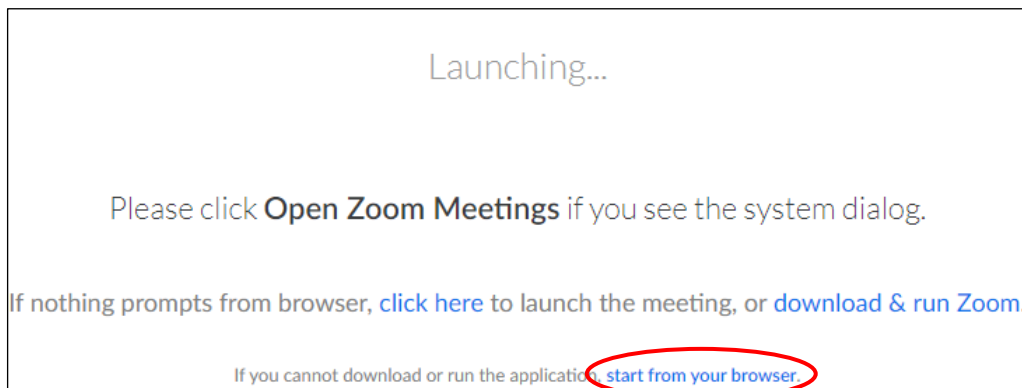 Launching...
Please click Open Zoom Meetings if you see the system dialog.
If nothing prompts from browser, click here to launch the meeting, or download & run Zoom.
If you cannot download or run the application, start from your browser.